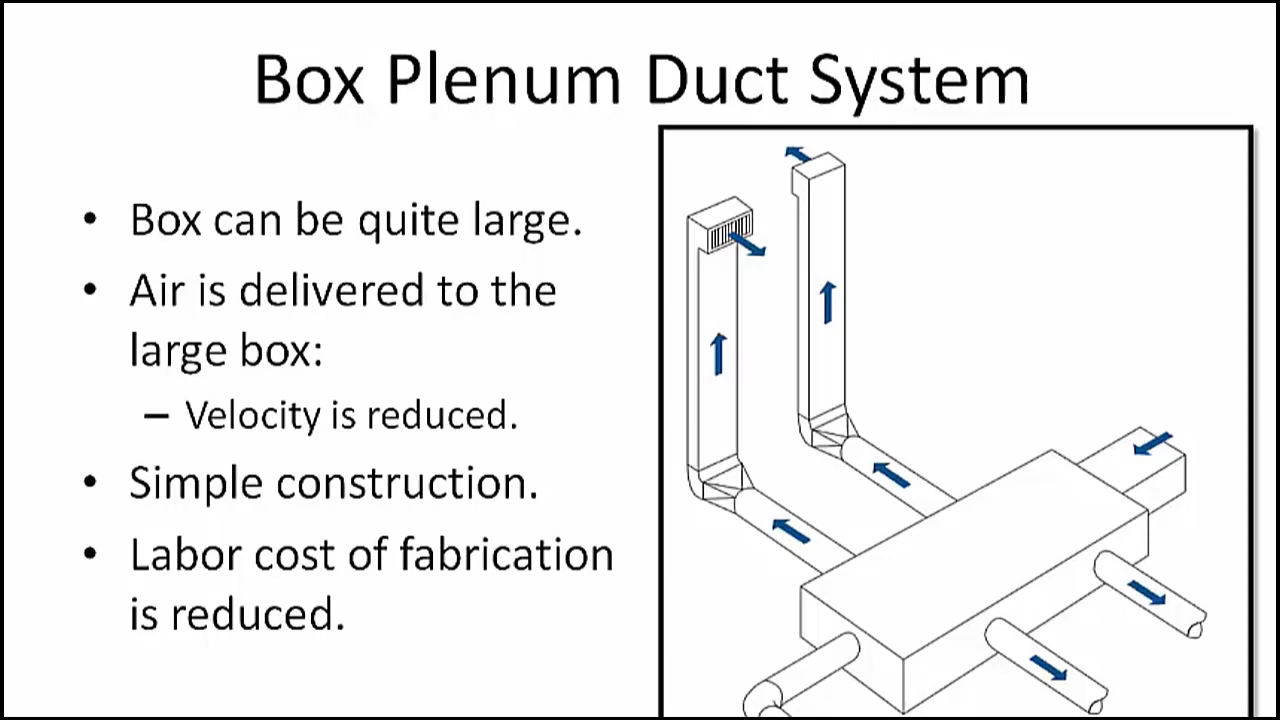 Box Plenum Duct System
• Box can be quite large.
• Air is delivered to the
large box:
– Velocity is reduced.
• Simple construction.
• Labor cost of fabrication
is reduced.